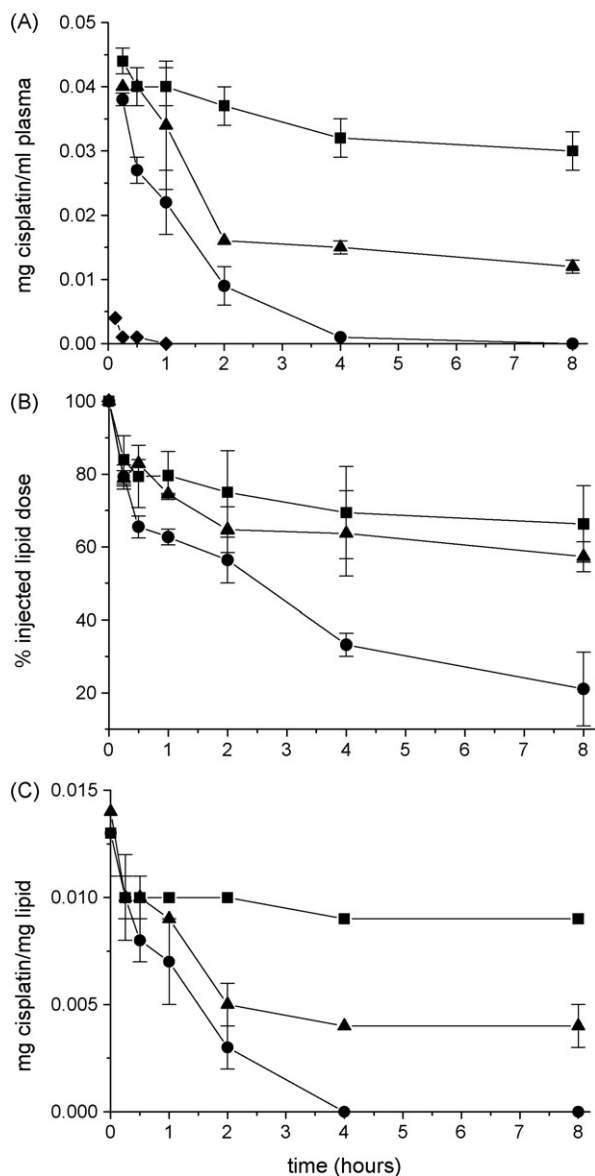 (A)
mg cisplatin/ml plasma
0.05
0.04
0.03
0.02
0.01
0.00
0 1 2 3 4 5 6 7 8
(B)
% injected lipid dose
100
80
60
40
20
0 1 2 3 4 5 6 7 8
(C)
mg cisplatin/mg lipid
0.015
0.010
0.005
0.000
0 1 2 3 4 5 6 7 8
time (hours)